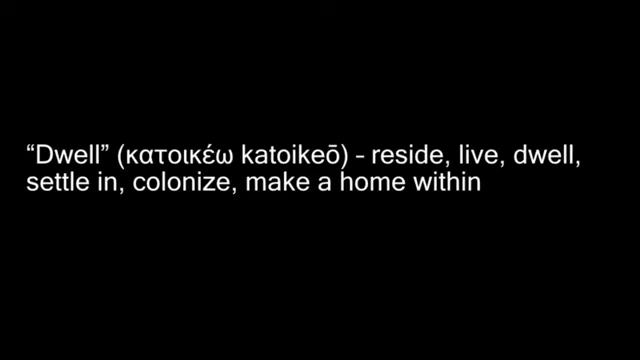 “Dwell” (κατοικέω katoikeō) – reside, live, dwell,
settle in, colonize, make a home within